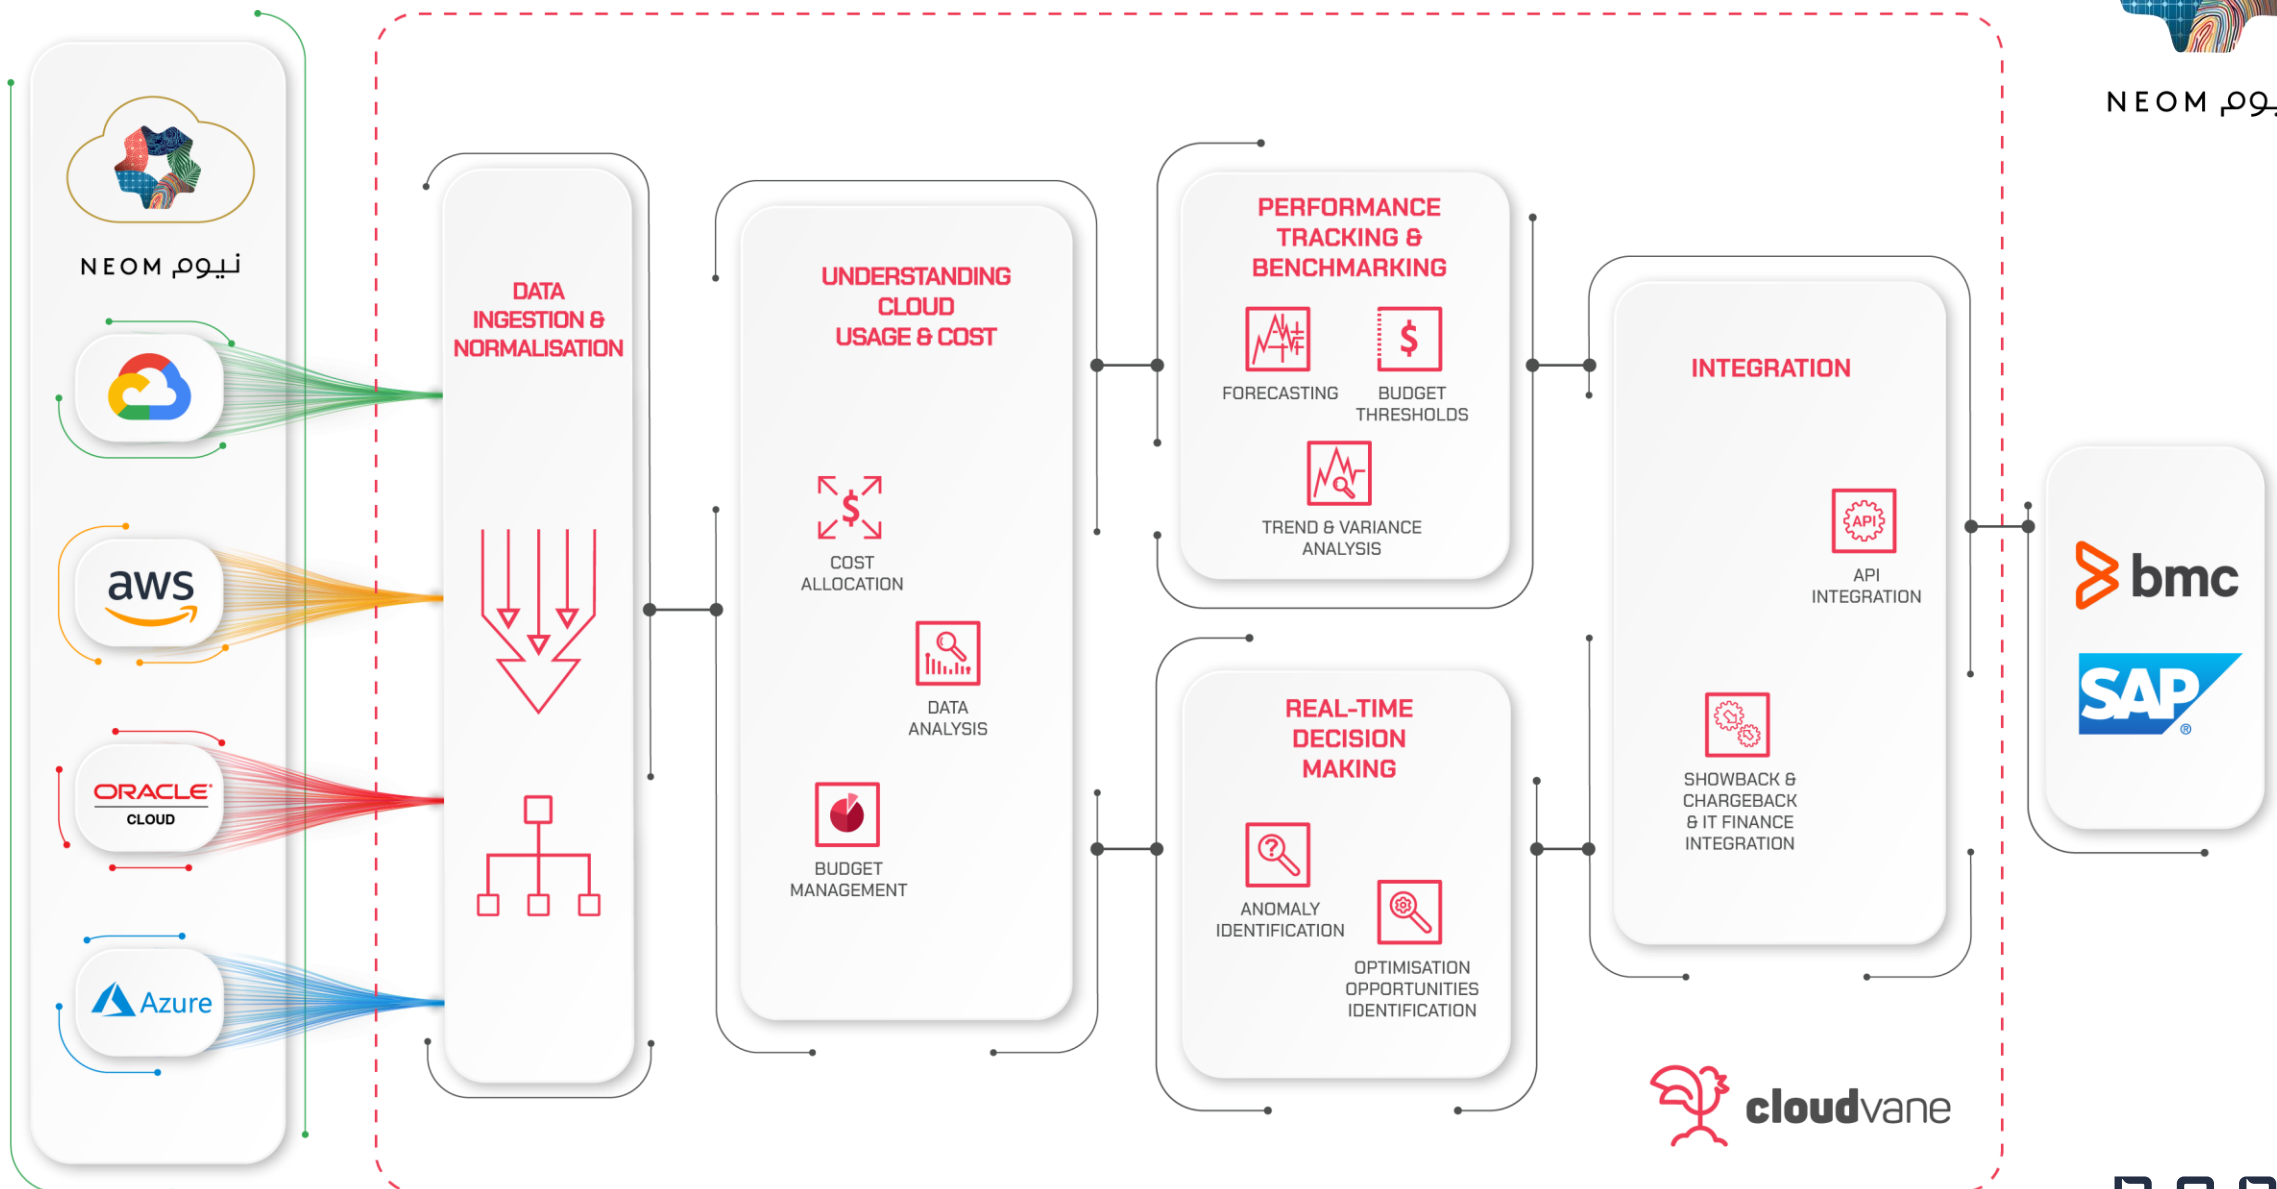 NEOM نيوم
aws
ORACLE
CLOUD
Azure
DATA
INGESTION &
NORMALISATION
UNDERSTANDING
CLOUD
USAGE & COST
COST
ALLOCATION
DATA
ANALYSIS
BUDGET
MANAGEMENT
PERFORMANCE
TRACKING &
BENCHMARKING
FORECASTING
BUDGET
THRESHOLDS
TREND & VARIANCE
ANALYSIS
REAL-TIME
DECISION
MAKING
ANOMALY
IDENTIFICATION
OPTIMISATION
OPPORTUNITIES
IDENTIFICATION
INTEGRATION
API
API
INTEGRATION
SHOWBACK &
CHARGEBACK
& IT FINANCE
INTEGRATION
cloudvane
NEOM
bmc
SAP®